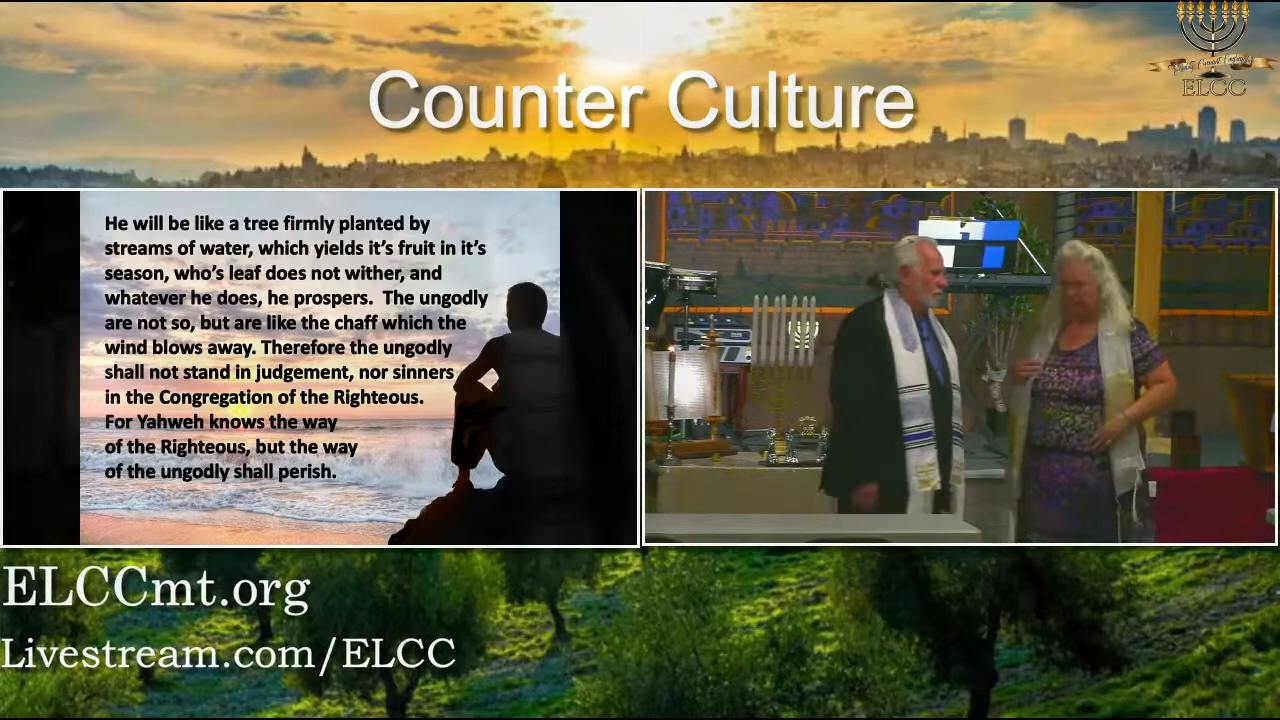 Counter Culture
ELCC
He will be like a tree firmly planted by
streams of water, which yields it’s fruit in it’s
season, who’s leaf does not wither, and
whatever he does, he prospers.  The ungodly
are not so, but are like the chaff which the
wind blows away. Therefore the ungodly
shall not stand in judgement, nor sinners
in the Congregation of the Righteous.
For Yahweh knows the way
of the Righteous, but the way
of the ungodly shall perish.
ELCCmt.org
Livestream.com/ELCC